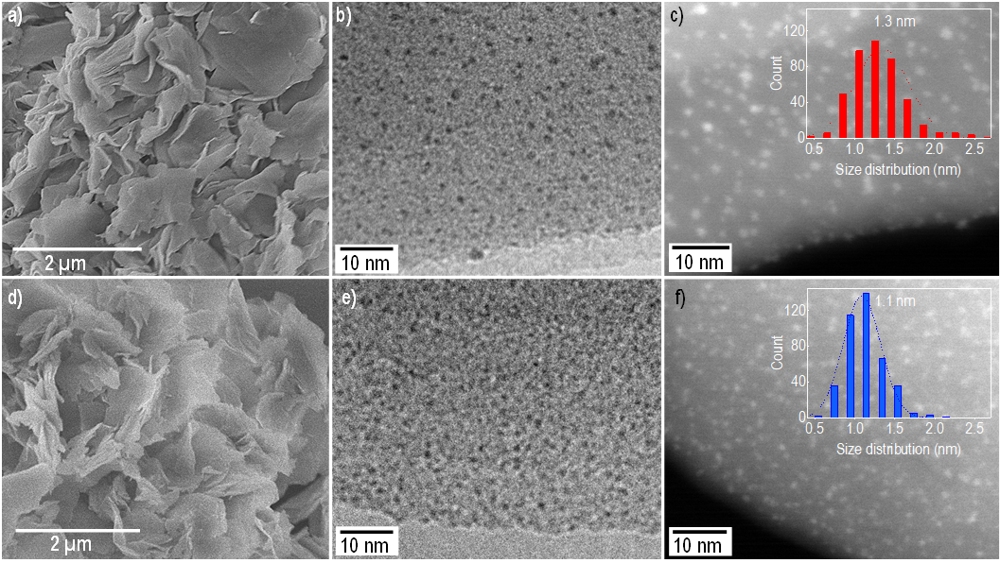 a)
2 µm
b)
10 nm
c)
1.3 nm
120
80
40
0
Count
0.5 1.0 1.5 2.0 2.5
Size distribution (nm)
10 nm
d)
2 µm
e)
10 nm
f)
1.1 nm
120
80
40
0
Count
0.5 1.0 1.5 2.0 2.5
Size distribution (nm)
10 nm